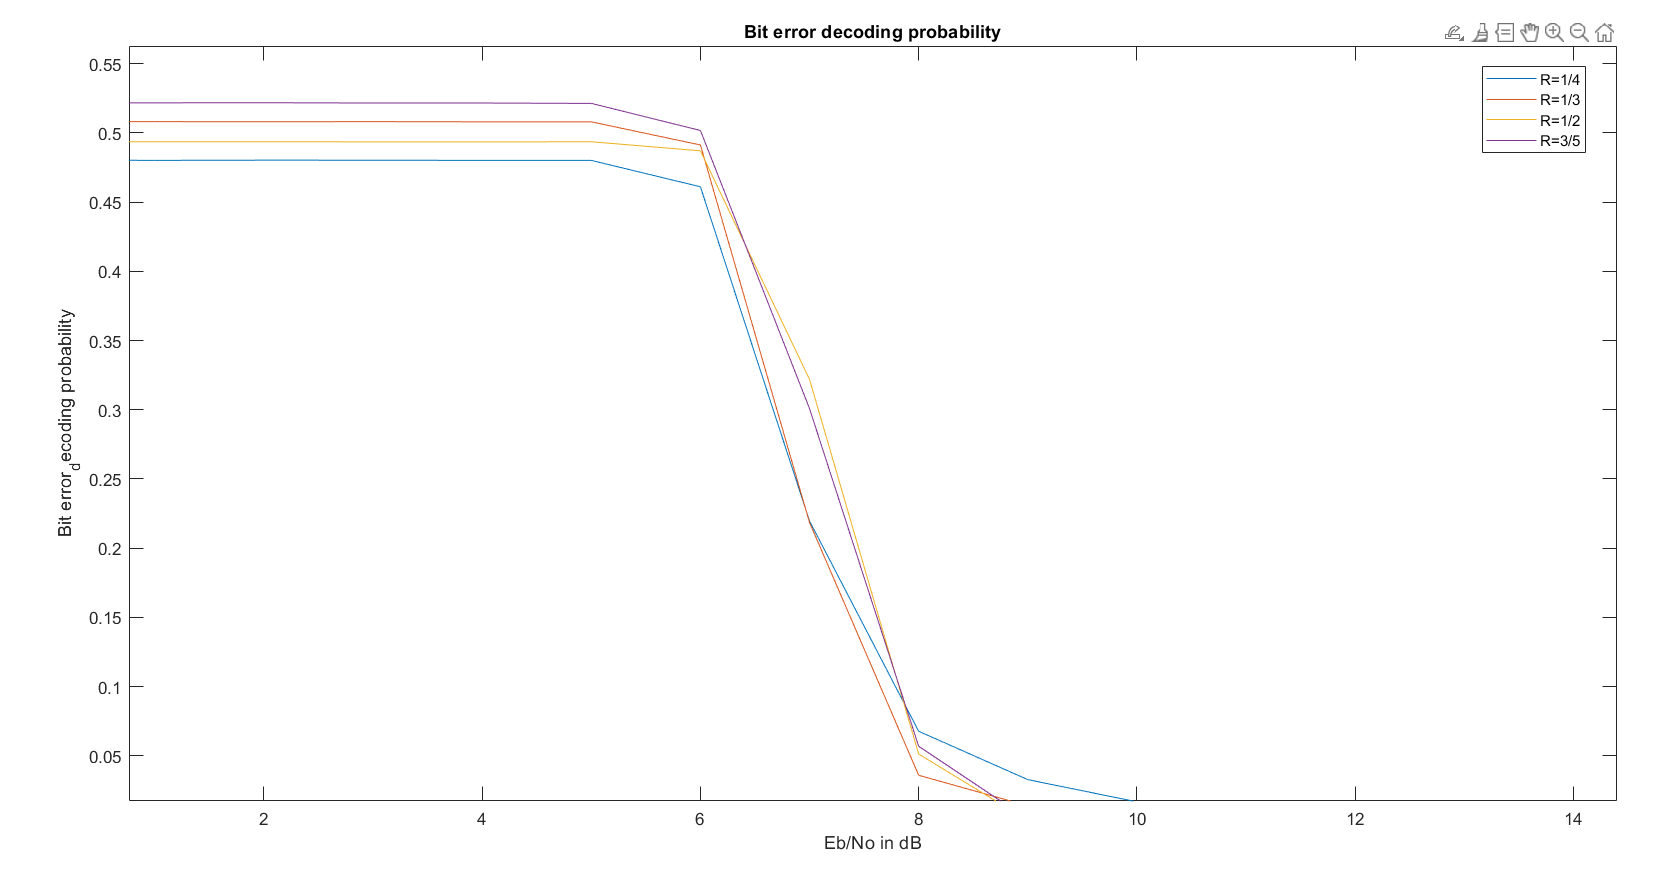 Bit error decoding probability
R=1/4
R=1/3
R=1/2
R=3/5
0.55
0.5
0.45
0.4
0.35
0.3
0.25
0.2
0.15
0.1
0.05
Bit error_decoding probability
2 4 6 8 10 12 14
Eb/No in dB